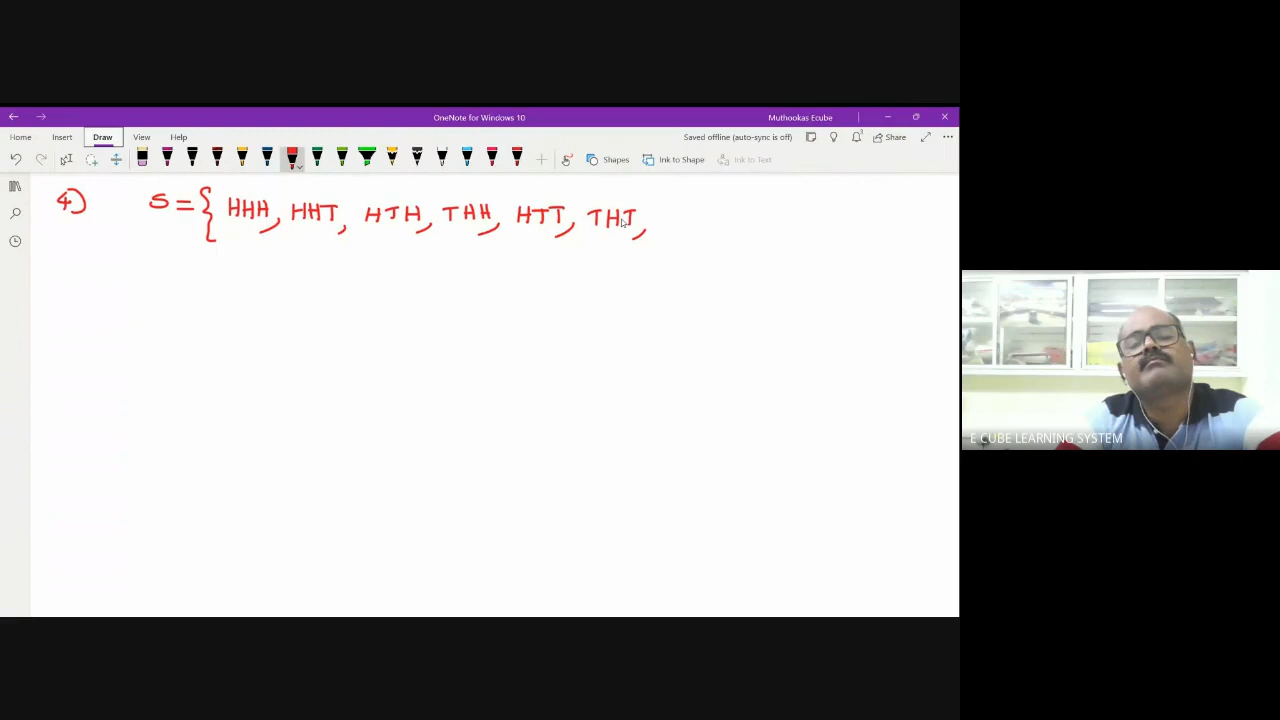 OneNote for Windows 10
Muthookas Ecube
Home Insert Draw View Help
Saved offline (auto-sync is off)
Share
Shapes
Ink to Shape
Ink to Text
4) S = { HHH, HHT, HTH, THH, HTT, THT,
E CUBE LEARNING SYSTEM